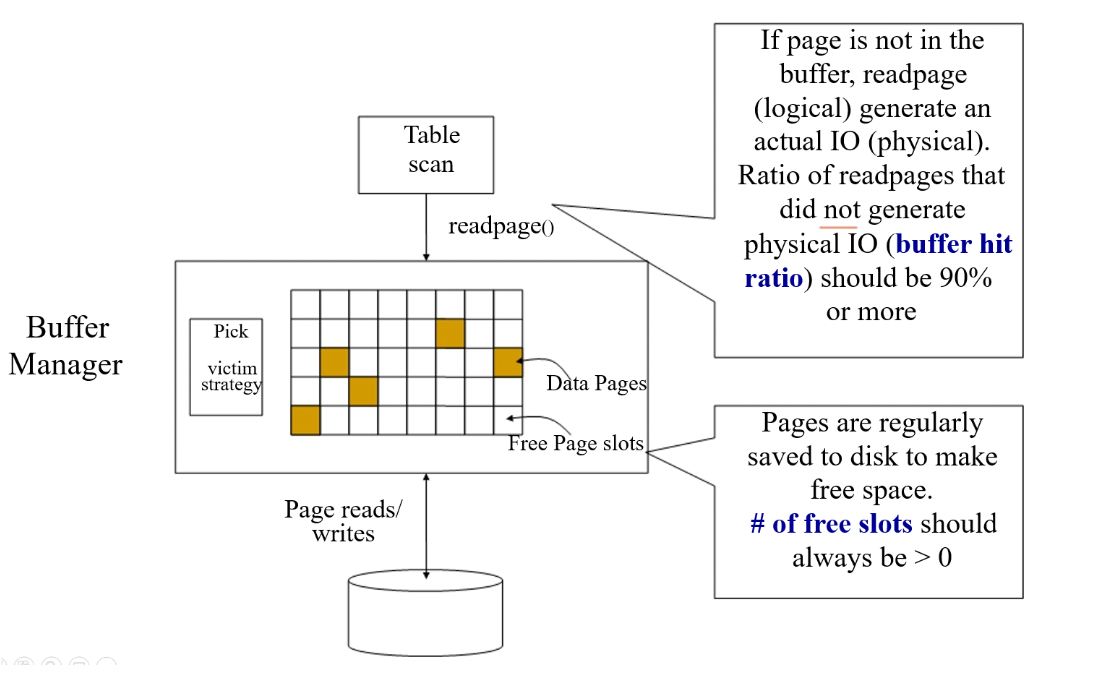 Table
scan
readpage()
Buffer
Manager
Pick
victim
strategy
Data Pages
Free Page slots
Page reads/
writes
If page is not in the
buffer, readpage
(logical) generate an
actual IO (physical).
Ratio of readpages that
did not generate
physical IO (buffer hit
ratio) should be 90%
or more
Pages are regularly
saved to disk to make
free space.
# of free slots should
always be > 0